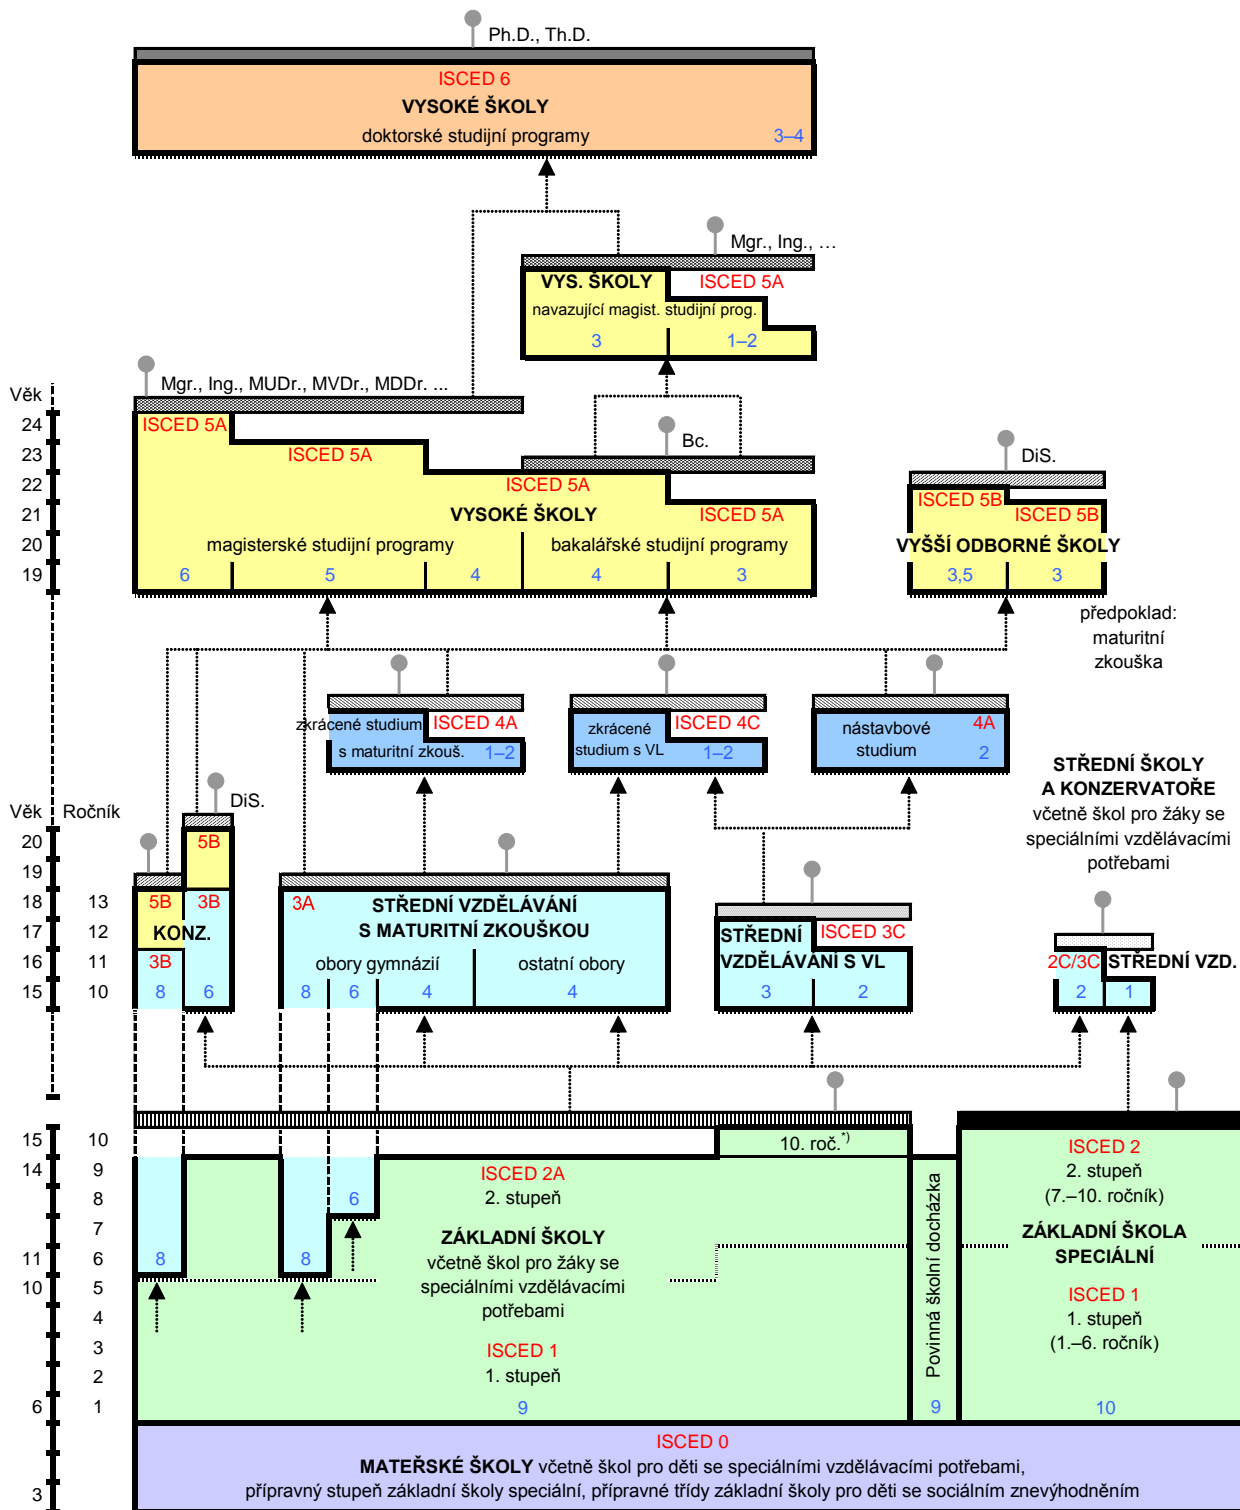 Ph.D., Th.D.
ISCED 6
VYSOKÉ ŠKOLY
doktorské studijní programy
3–4
Mgr., Ing., …
VYS. ŠKOLY
ISCED 5A
navazující magist. studijní prog.
3
1–2
Věk
Mgr., Ing., MUDr., MVDr., MDDr. ...
24
ISCED 5A
23
ISCED 5A
Bc.
DiS.
22
ISCED 5A
ISCED 5B
21
VYSOKÉ ŠKOLY
ISCED 5A
ISCED 5B
20
magisterské studijní programy
bakalářské studijní programy
VYŠŠÍ ODBORNÉ ŠKOLY
19
6
5
4
4
3
3,5
3
předpoklad:
maturitní
zkouška
zkrácené studium
ISCED 4A
s maturitní zkouš.
1–2
zkrácené
ISCED 4C
studium s VL
1–2
nástavbové
4A
studium
2
STŘEDNÍ ŠKOLY
A KONZERVATOŘE
včetně škol pro žáky se
speciálními vzdělávacími
potřebami
Věk
Ročník
DiS.
20
5B
19
18
13
5B
3B
3A
STŘEDNÍ VZDĚLÁVÁNÍ
17
12
KONZ.
S MATURITNÍ ZKOUŠKOU
STŘEDNÍ
ISCED 3C
16
11
3B
obory gymnázií
ostatní obory
VZDĚLÁVÁNÍ S VL
2C/3C
STŘEDNÍ VZD.
15
10
8
6
8
6
4
4
3
2
2
1
15
10
10. roč.*)
ISCED 2
14
9
ISCED 2A
2. stupeň
8
6
2. stupeň
(7.–10. ročník)
7
ZÁKLADNÍ ŠKOLY
ZÁKLADNÍ ŠKOLA
11
6
8
8
včetně škol pro žáky se
SPECIÁLNÍ
10
5
speciálními vzdělávacími
ISCED 1
4
potřebami
1. stupeň
3
ISCED 1
(1.–6. ročník)
2
1. stupeň
Povinná školní docházka
6
1
9
9
10
ISCED 0
MATEŘSKÉ ŠKOLY včetně škol pro děti se speciálními vzdělávacími potřebami,
3
přípravný stupeň základní školy speciální, přípravné třídy základní školy pro děti se sociálním znevýhodněním